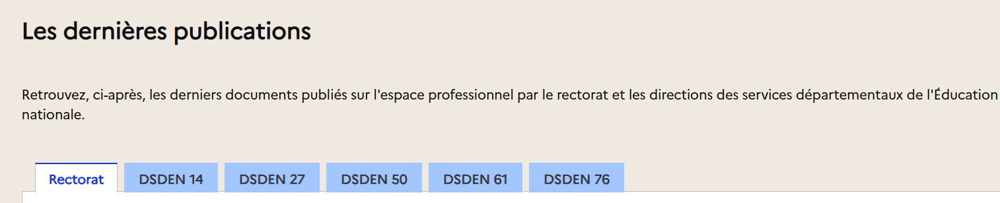 Les dernières publications
Retrouvez, ci-après, les derniers documents publiés sur l'espace professionnel par le rectorat et les directions des services départementaux de l'Éducation
nationale.
Rectorat DSDEN 14 DSDEN 27 DSDEN 50 DSDEN 61 DSDEN 76